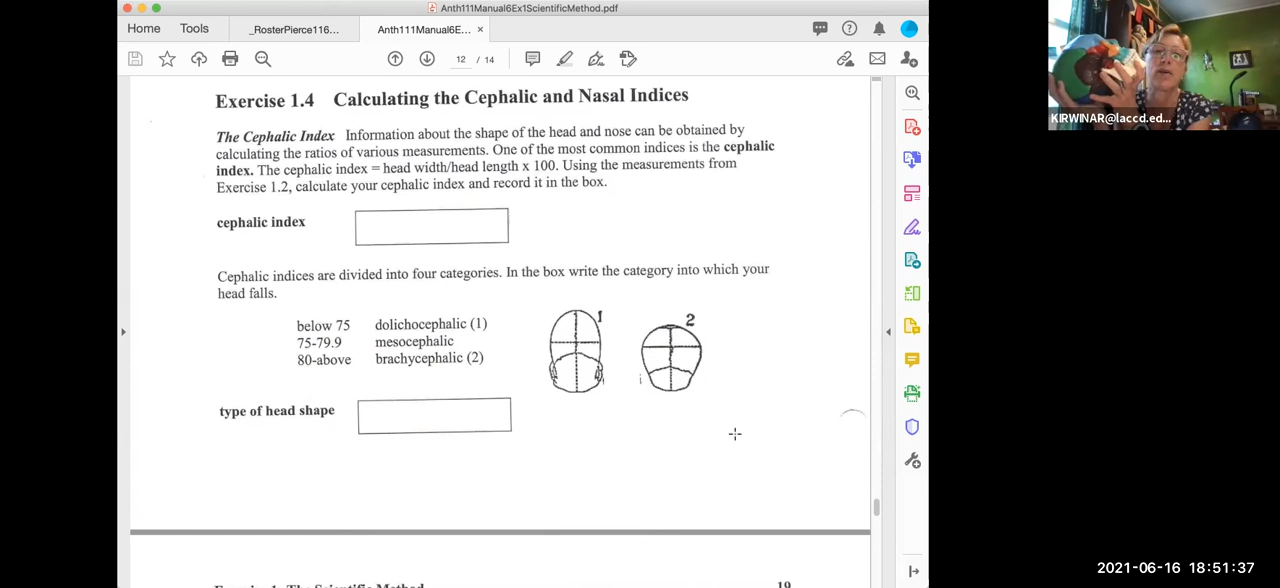 Anth111Manual6Ex1ScientificMethod.pdf
Home Tools _RosterPierce116... Anth111Manual6E... ×
12 / 14
KIRWINAR@laccd.ed...
Exercise 1.4 Calculating the Cephalic and Nasal Indices
The Cephalic Index Information about the shape of the head and nose can be obtained by
calculating the ratios of various measurements. One of the most common indices is the cephalic
index. The cephalic index = head width/head length x 100. Using the measurements from
Exercise 1.2, calculate your cephalic index and record it in the box.
cephalic index
Cephalic indices are divided into four categories. In the box write the category into which your
head falls.
below 75 dolichocephalic (1)
75-79.9 mesocephalic
80-above brachycephalic (2)
1
2
type of head shape
Exercise 1. The Scientific Method 19
2021-06-16 18:51:37